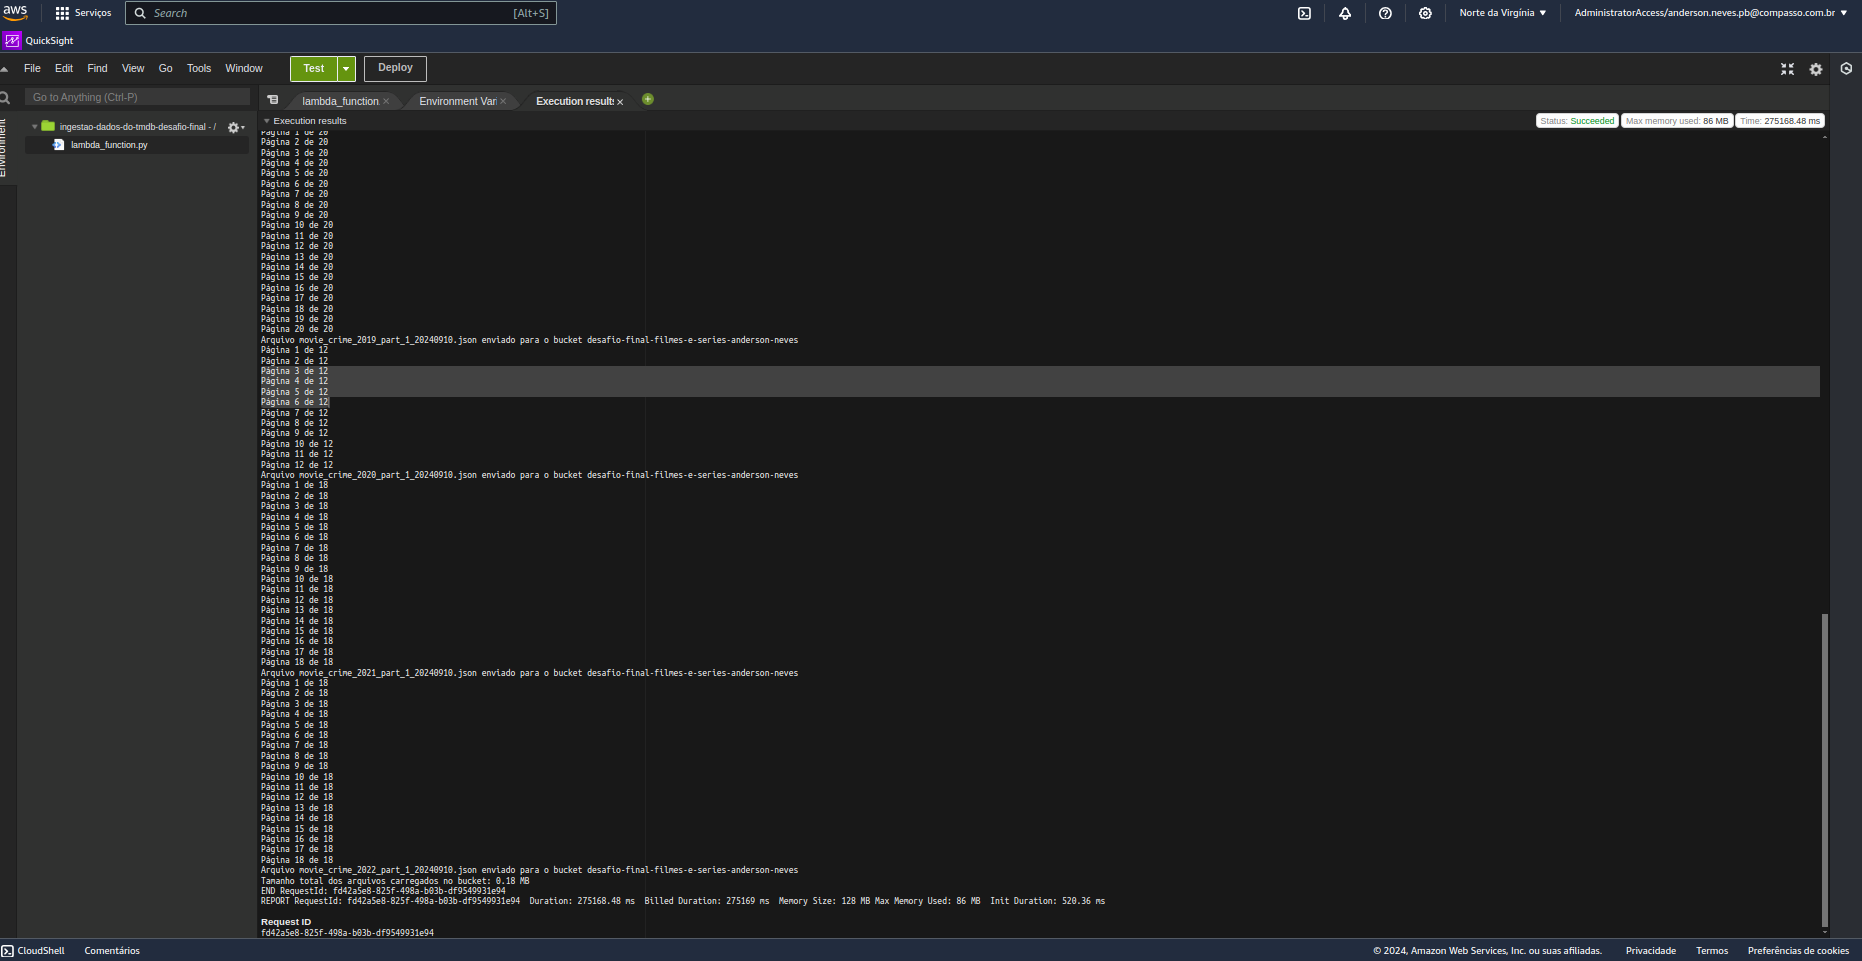 aws
Serviços
Search
[Alt+S]
Norte da Virgínia
AdministratorAccess/anderson.neves.pb@compasso.com.br
QuickSight
File Edit Find View Go Tools Window
Test
Deploy
Go to Anything (Ctrl-P)
lambda_function
Environment Var
Execution results
Environment
ingestao-dados-do-tmdb-desafio-final - /
lambda_function.py
Execution results
Status: Succeeded
Max memory used: 86 MB
Time: 275168.48 ms
Página 1 de 20
Página 2 de 20
Página 3 de 20
Página 4 de 20
Página 5 de 20
Página 6 de 20
Página 7 de 20
Página 8 de 20
Página 9 de 20
Página 10 de 20
Página 11 de 20
Página 12 de 20
Página 13 de 20
Página 14 de 20
Página 15 de 20
Página 16 de 20
Página 17 de 20
Página 18 de 20
Página 19 de 20
Página 20 de 20
Arquivo movie_crime_2019_part_1_20240910.json enviado para o bucket desafio-final-filmes-e-series-anderson-neves
Página 1 de 12
Página 2 de 12
Página 3 de 12
Página 4 de 12
Página 5 de 12
Página 6 de 12
Página 7 de 12
Página 8 de 12
Página 9 de 12
Página 10 de 12
Página 11 de 12
Página 12 de 12
Arquivo movie_crime_2020_part_1_20240910.json enviado para o bucket desafio-final-filmes-e-series-anderson-neves
Página 1 de 18
Página 2 de 18
Página 3 de 18
Página 4 de 18
Página 5 de 18
Página 6 de 18
Página 7 de 18
Página 8 de 18
Página 9 de 18
Página 10 de 18
Página 11 de 18
Página 12 de 18
Página 13 de 18
Página 14 de 18
Página 15 de 18
Página 16 de 18
Página 17 de 18
Página 18 de 18
Arquivo movie_crime_2021_part_1_20240910.json enviado para o bucket desafio-final-filmes-e-series-anderson-neves
Página 1 de 18
Página 2 de 18
Página 3 de 18
Página 4 de 18
Página 5 de 18
Página 6 de 18
Página 7 de 18
Página 8 de 18
Página 9 de 18
Página 10 de 18
Página 11 de 18
Página 12 de 18
Página 13 de 18
Página 14 de 18
Página 15 de 18
Página 16 de 18
Página 17 de 18
Página 18 de 18
Arquivo movie_crime_2022_part_1_20240910.json enviado para o bucket desafio-final-filmes-e-series-anderson-neves
Tamanho total dos arquivos carregados no bucket: 0.18 MB
END RequestId: fd42a5e8-825f-498a-b03b-df9549931e94
REPORT RequestId: fd42a5e8-825f-498a-b03b-df9549931e94 Duration: 275168.48 ms Billed Duration: 275169 ms Memory Size: 128 MB Max Memory Used: 86 MB Init Duration: 520.36 ms
Request ID
fd42a5e8-825f-498a-b03b-df9549931e94
CloudShell
Comentários
© 2024, Amazon Web Services, Inc. ou suas afiliadas.
Privacidade
Termos
Preferências de cookies